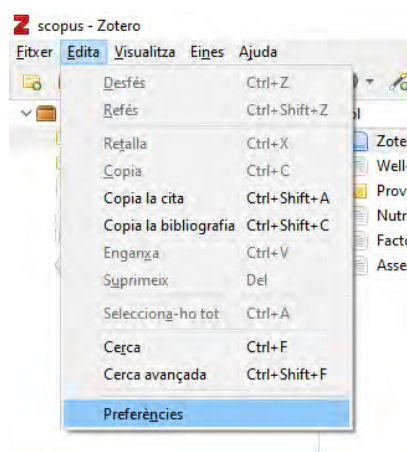 scopus - Zotero
Fitxer Edita Visualitza Eines Ajuda
Desfés Ctrl+Z
Refés Ctrl+Shift+Z
Retalla Ctrl+X
Copia Ctrl+C
Copia la cita Ctrl+Shift+A
Copia la bibliografia Ctrl+Shift+C
Enganxa Ctrl+V
Suprimeix Del
Selecciona-ho tot Ctrl+A
Cerca Ctrl+F
Cerca avançada Ctrl+Shift+F
Preferències
Zote
Well-
Prov
Nutr
Facto
Asse